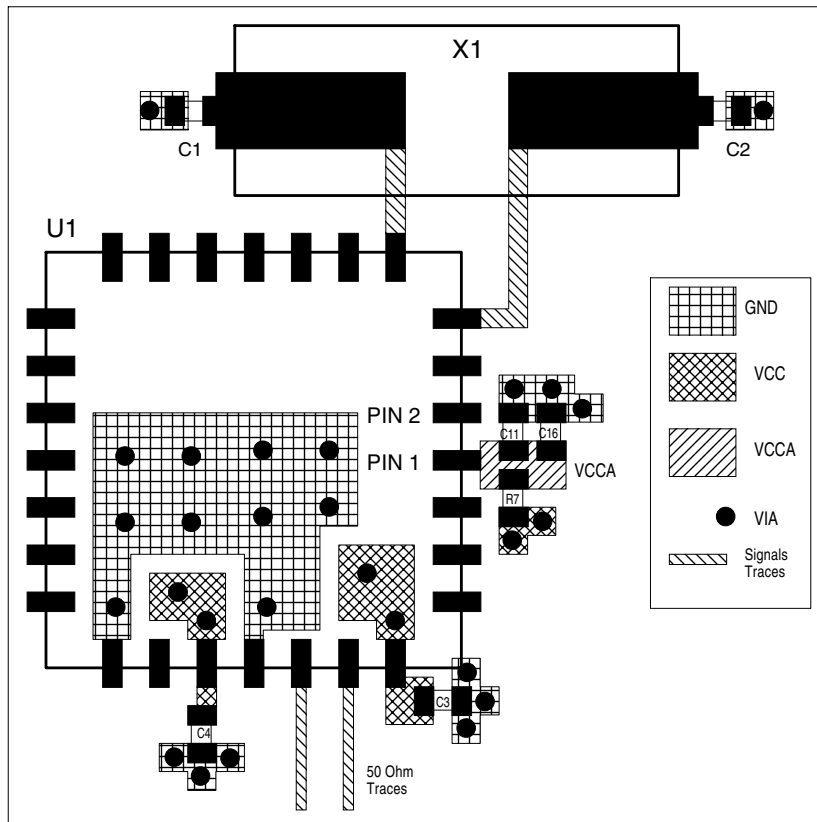 X1
C1
C2
U1
GND
VCC
PIN 2
C11
C16
PIN 1
VCCA
VCCA
R7
VIA
Signals
Traces
C3
C4
50 Ohm
Traces